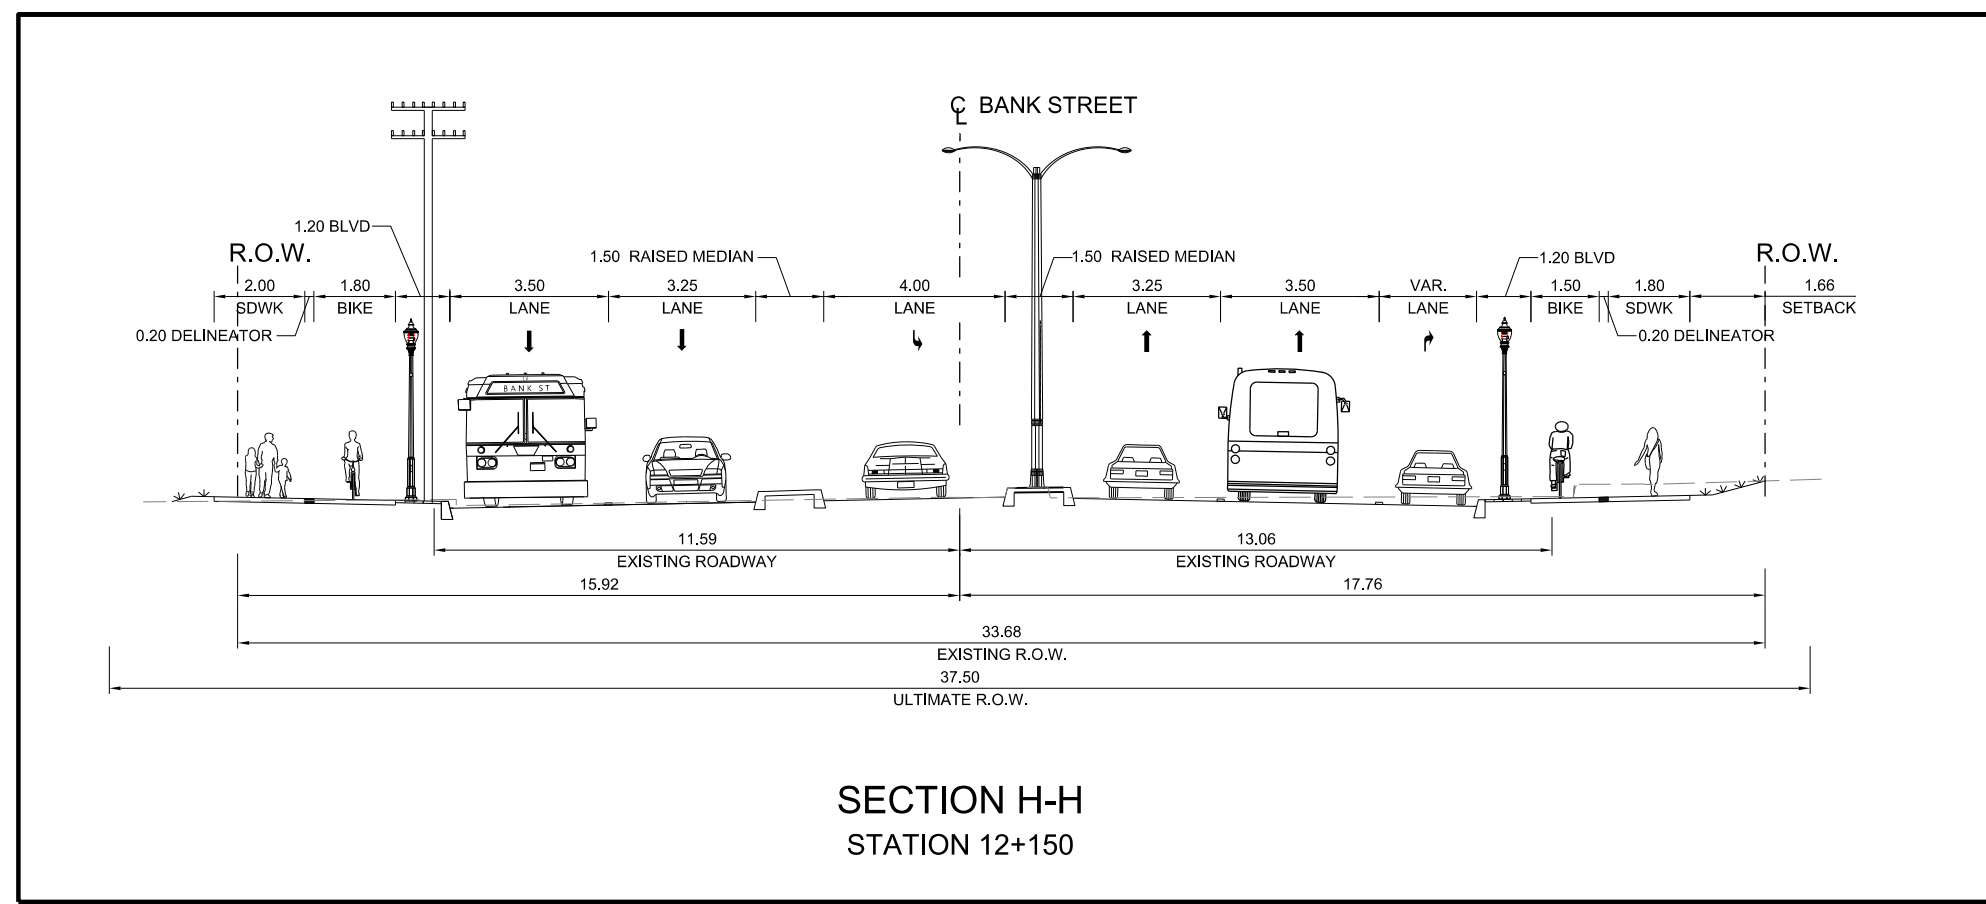 ℄ BANK STREET
1.20 BLVD
R.O.W.
1.50 RAISED MEDIAN
1.50 RAISED MEDIAN
1.20 BLVD
R.O.W.
2.00
SDWK
1.80
BIKE
3.50
LANE
3.25
LANE
4.00
LANE
3.25
LANE
3.50
LANE
VAR.
LANE
1.50
BIKE
1.80
SDWK
1.66
SETBACK
0.20 DELINEATOR
0.20 DELINEATOR
BANK ST
11.59
EXISTING ROADWAY
13.06
EXISTING ROADWAY
15.92
17.76
33.68
EXISTING R.O.W.
37.50
ULTIMATE R.O.W.
SECTION H-H
STATION 12+150